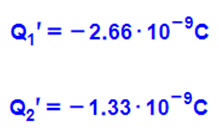 Q₁' = −2.66·10⁻⁹C
Q₂' = −1.33·10⁻⁹C